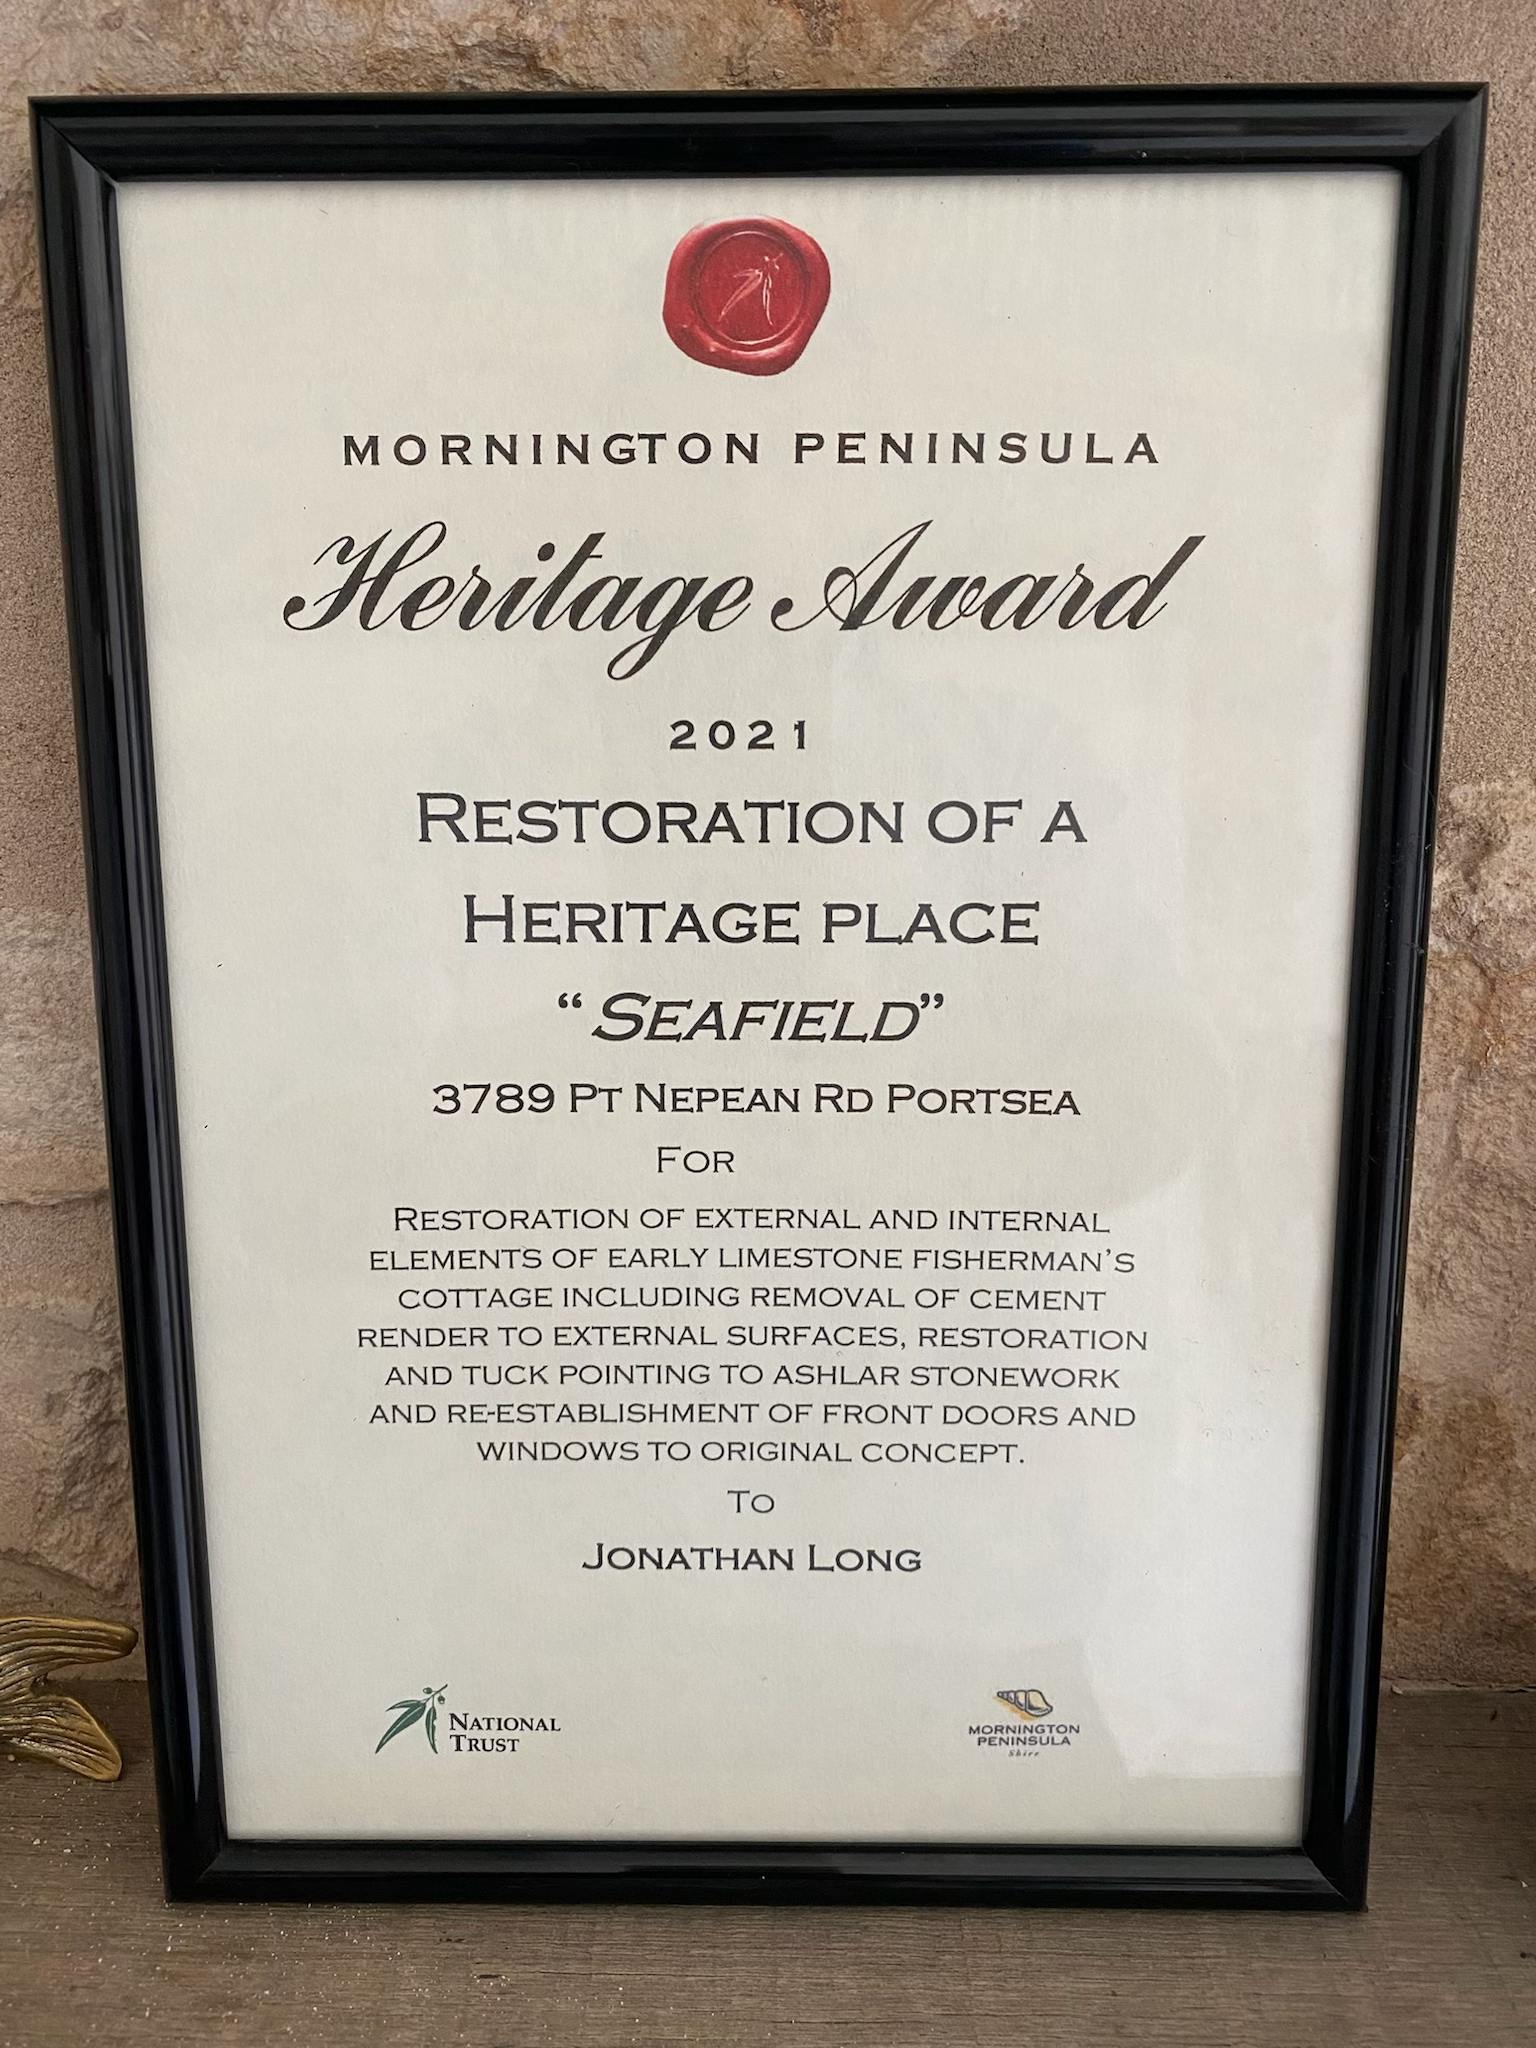 MORNINGTON PENINSULA
Heritage Award
2021
RESTORATION OF A
HERITAGE PLACE
“SEAFIELD”
3789 PT NEPEAN RD PORTSEA
FOR
RESTORATION OF EXTERNAL AND INTERNAL
ELEMENTS OF EARLY LIMESTONE FISHERMAN’S
COTTAGE INCLUDING REMOVAL OF CEMENT
RENDER TO EXTERNAL SURFACES, RESTORATION
AND TUCK POINTING TO ASHLAR STONEWORK
AND RE-ESTABLISHMENT OF FRONT DOORS AND
WINDOWS TO ORIGINAL CONCEPT.
TO
JONATHAN LONG
NATIONAL
TRUST
MORNINGTON
PENINSULA
Shire